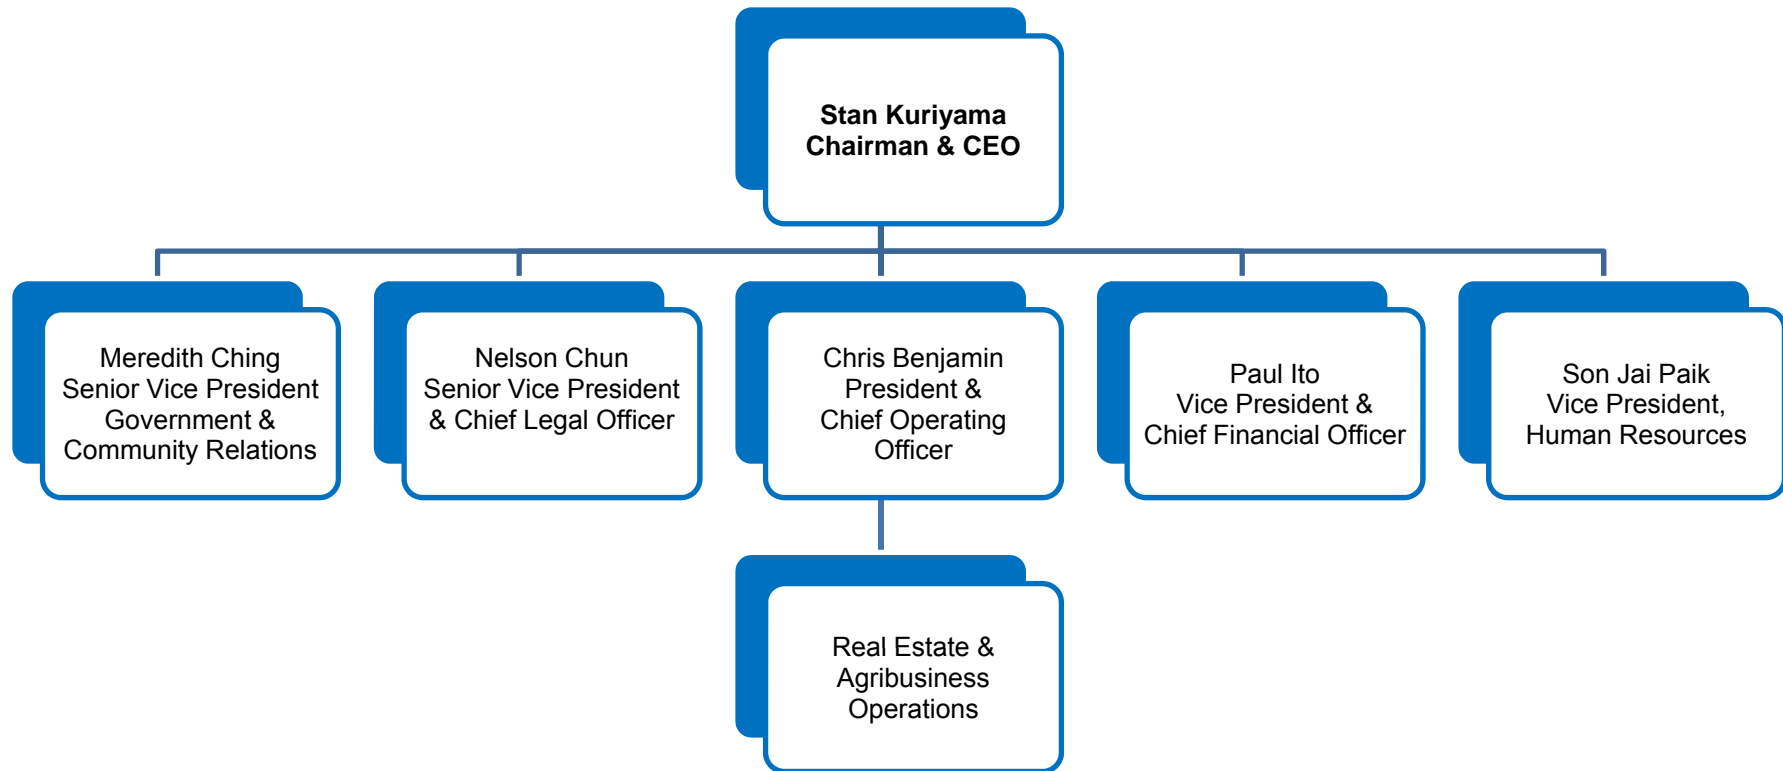 Stan Kuriyama
Chairman & CEO
Meredith Ching
Senior Vice President
Government &
Community Relations
Nelson Chun
Senior Vice President
& Chief Legal Officer
Chris Benjamin
President &
Chief Operating
Officer
Paul Ito
Vice President &
Chief Financial Officer
Son Jai Paik
Vice President,
Human Resources
Real Estate &
Agribusiness
Operations